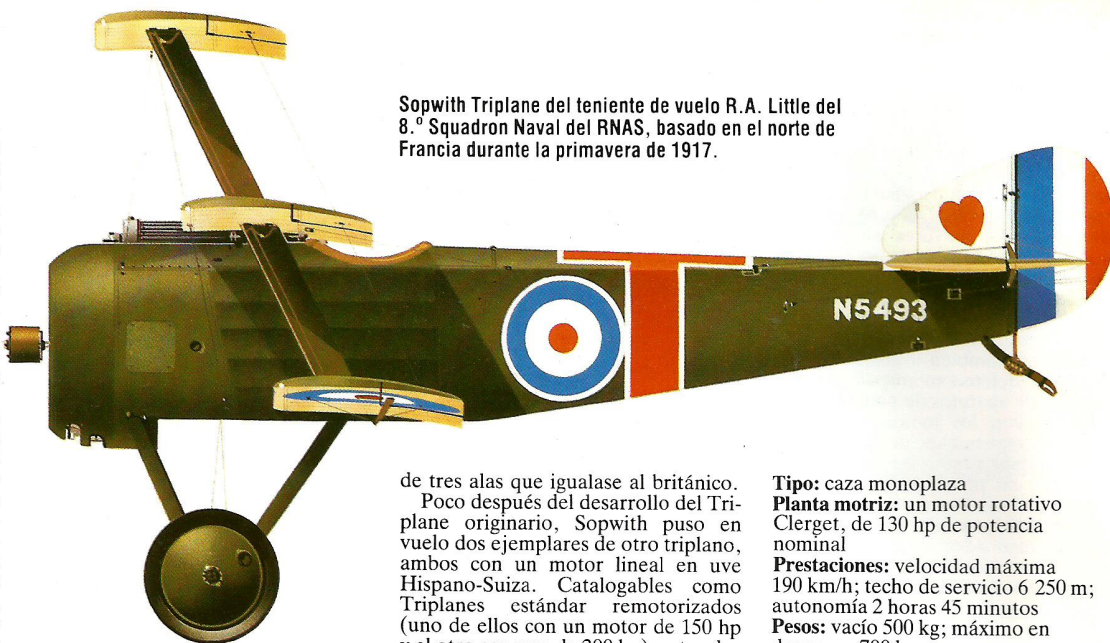 Sopwith Triplane del teniente de vuelo R.A. Little del
8.º Squadron Naval del RNAS, basado en el norte de
Francia durante la primavera de 1917.
T
N5493
de tres alas que igualase al británico.
Poco después del desarrollo del Tri-
plane originario, Sopwith puso en
vuelo dos ejemplares de otro triplano,
ambos con un motor lineal en uve
Hispano-Suiza. Catalogables como
Triplanes estándar remotorizados
(uno de ellos con un motor de 150 hp
Tipo: caza monoplaza
Planta motriz: un motor rotativo
Clerget, de 130 hp de potencia
nominal
Prestaciones: velocidad máxima
190 km/h; techo de servicio 6 250 m;
autonomía 2 horas 45 minutos
Pesos: vacío 500 kg; máximo en